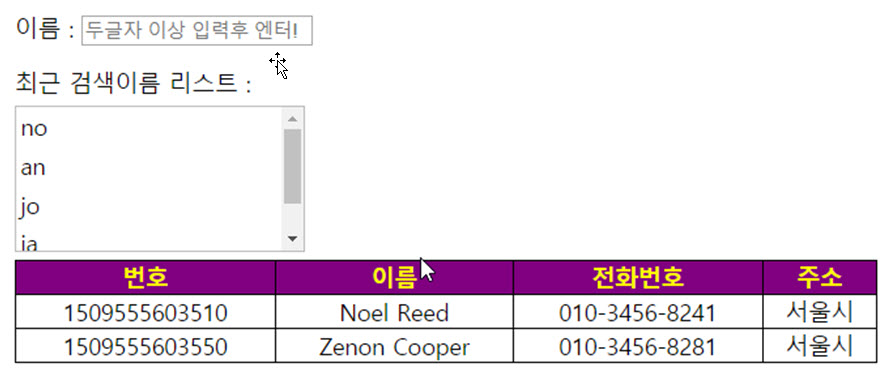 이름 : 두글자 이상 입력후 엔터!
최근 검색이름 리스트 :
no
an
jo
ia
번호 이름 전화번호 주소
1509555603510 Noel Reed 010-3456-8241 서울시
1509555603550 Zenon Cooper 010-3456-8281 서울시